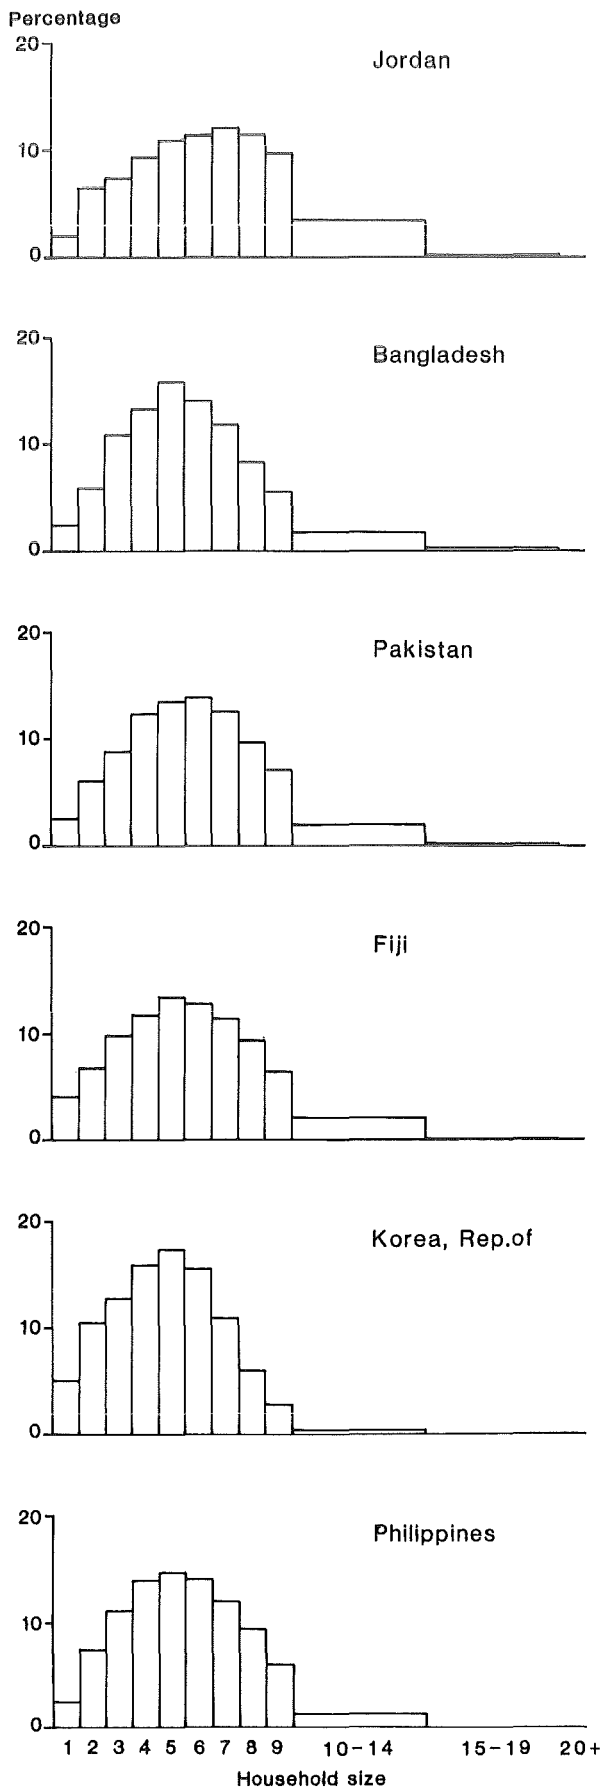 Percentage
20
Jordan
10
0
20
Bangladesh
10
0
20
Pakistan
10
0
20
Fiji
10
0
20
Korea, Rep.of
10
0
20
Philippines
10
0
1 2 3 4 5 6 7 8 9 10-14 15-19 20+
Household size